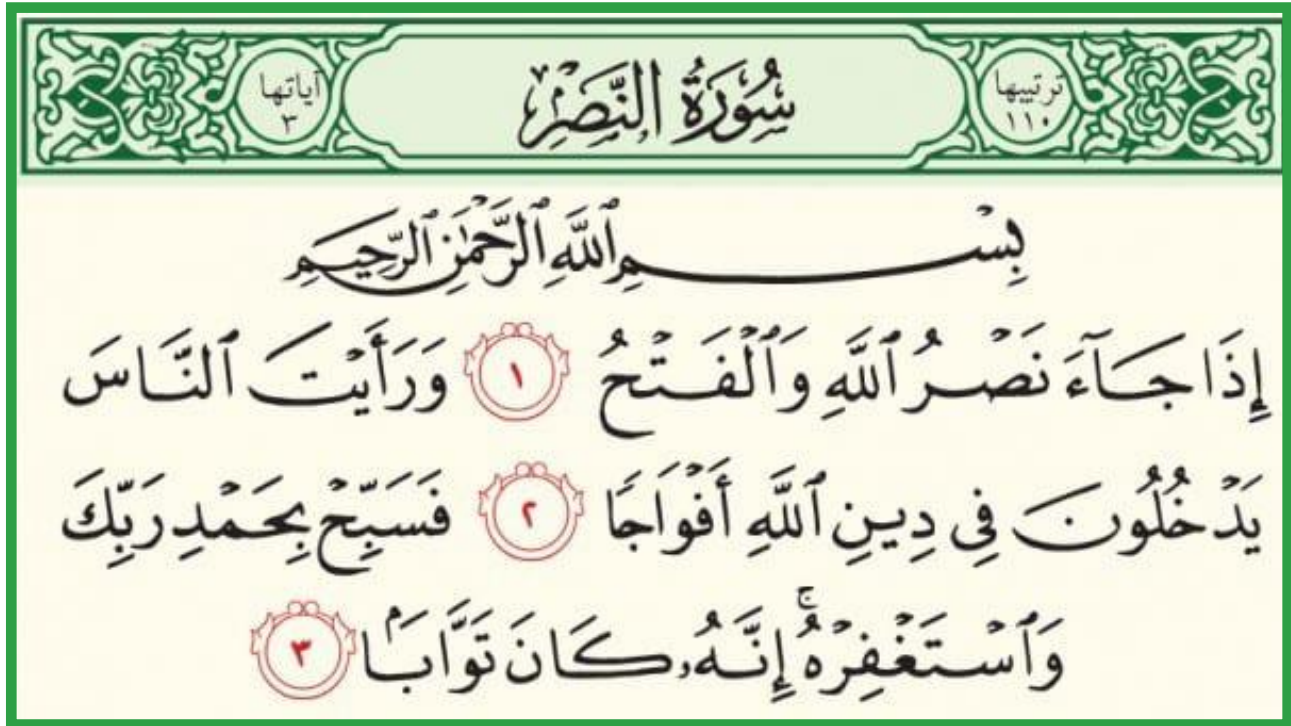 ترتيبها ١١٠
سُورَةُ النَّصْرِ
آياتها ٣
بِسْمِ ٱللَّهِ ٱلرَّحْمَٰنِ ٱلرَّحِيمِ
إِذَا جَآءَ نَصْرُ ٱللَّهِ وَٱلْفَتْحُ ١ وَرَأَيْتَ ٱلنَّاسَ
يَدْخُلُونَ فِى دِينِ ٱللَّهِ أَفْوَاجًا ٢ فَسَبِّحْ بِحَمْدِ رَبِّكَ
وَٱسْتَغْفِرْهُ ۚ إِنَّهُۥ كَانَ تَوَّابًۢا ٣